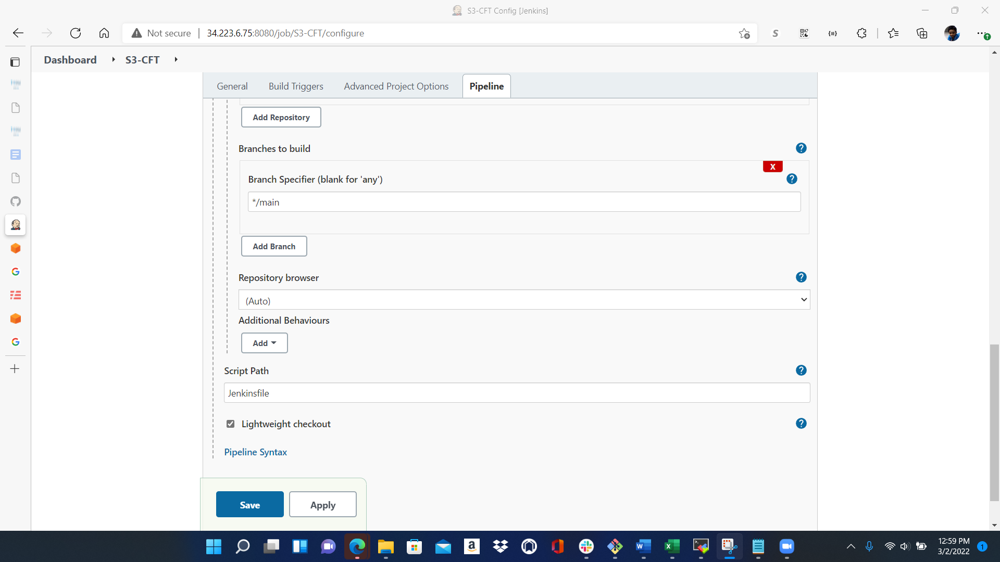 S3-CFT Config [Jenkins]
Not secure
34.223.6.75:8080/job/S3-CFT/configure
Dashboard
S3-CFT
General
Build Triggers
Advanced Project Options
Pipeline
Add Repository
Branches to build
X
Branch Specifier (blank for 'any')
*/main
Add Branch
Repository browser
(Auto)
Additional Behaviours
Add
Script Path
Jenkinsfile
Lightweight checkout
Pipeline Syntax
Save
Apply
12:59 PM
3/2/2022
1